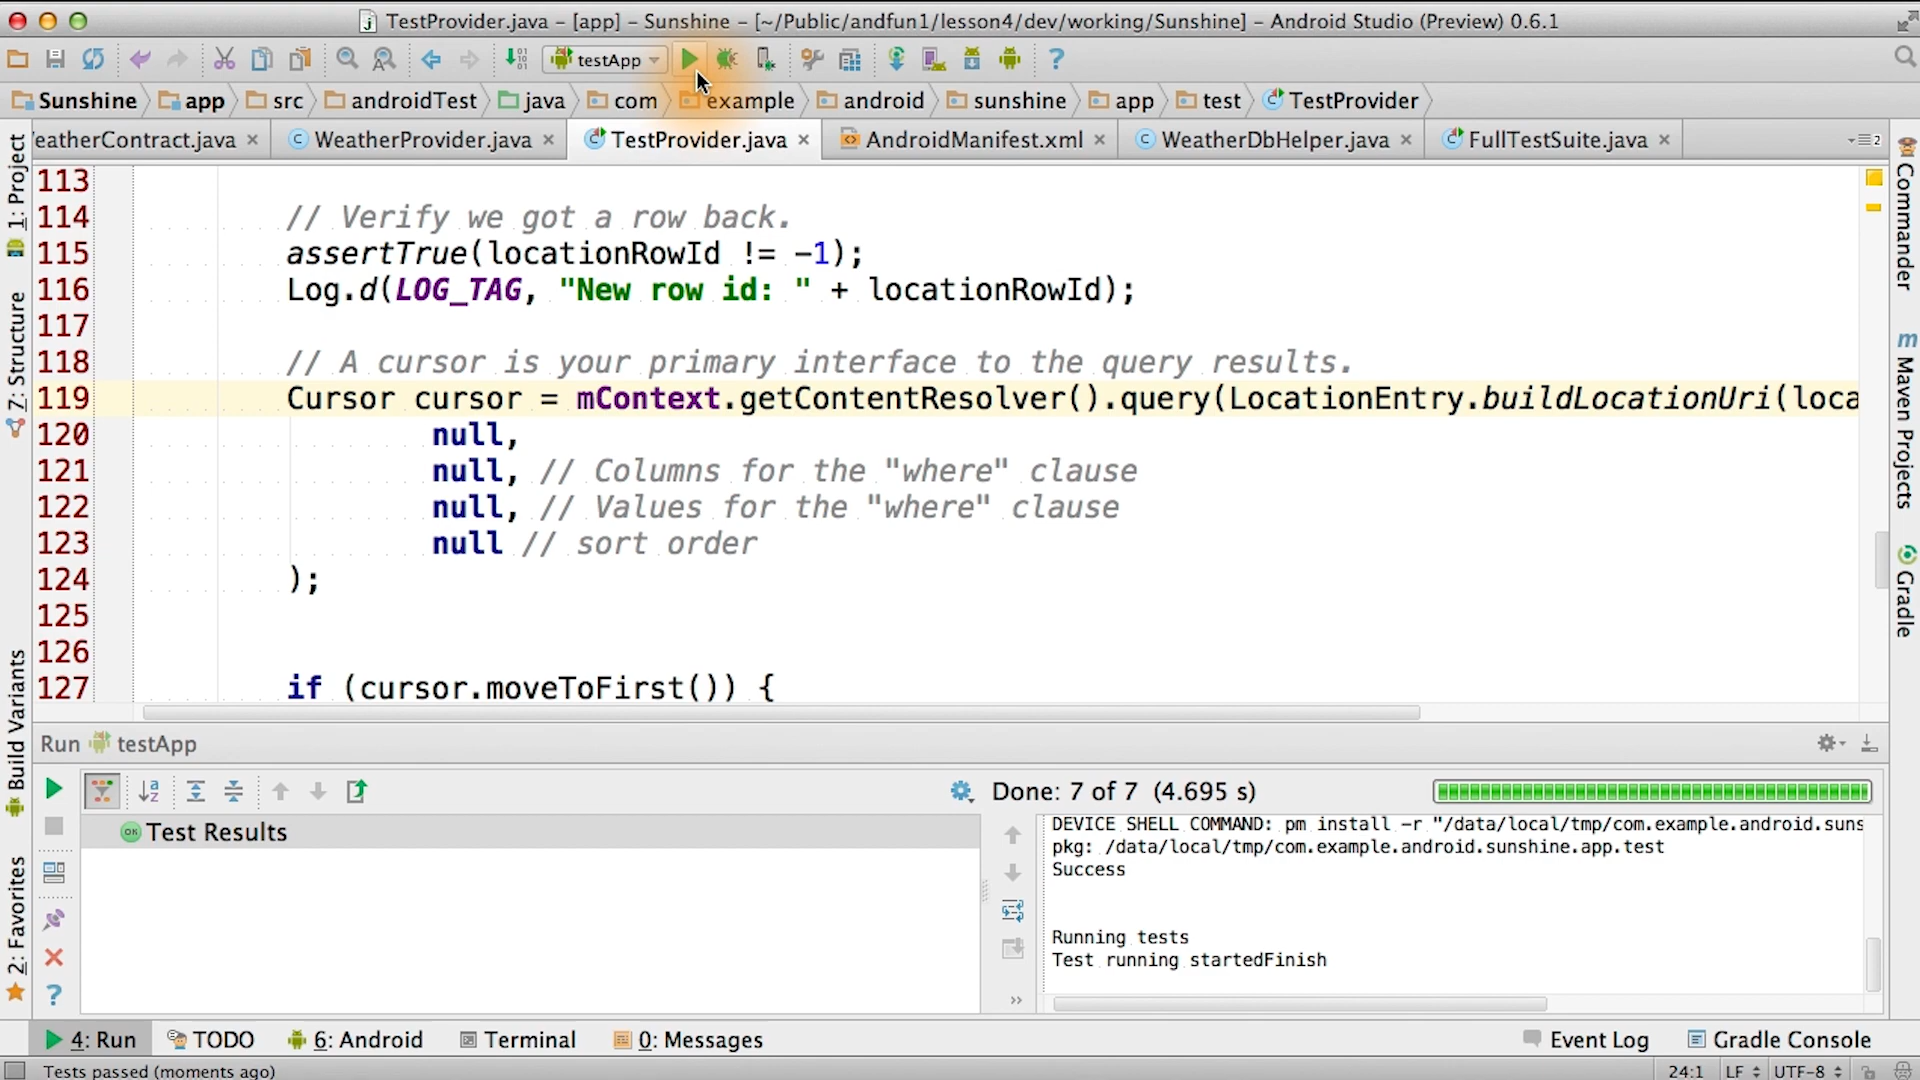 TestProvider.java – [app] – Sunshine – [~/Public/andfun1/lesson4/dev/working/Sunshine] – Android Studio (Preview) 0.6.1
testApp
Sunshine app src androidTest java com example android sunshine app test TestProvider
eatherContract.java WeatherProvider.java TestProvider.java AndroidManifest.xml WeatherDbHelper.java FullTestSuite.java 2
113
114 // Verify we got a row back.
115 assertTrue(locationRowId != -1);
116 Log.d(LOG_TAG, "New row id: " + locationRowId);
117
118 // A cursor is your primary interface to the query results.
119 Cursor cursor = mContext.getContentResolver().query(LocationEntry.buildLocationUri(loca
120 null,
121 null, // Columns for the "where" clause
122 null, // Values for the "where" clause
123 null // sort order
124 );
125
126
127 if (cursor.moveToFirst()) {
1: Project
7: Structure
Build Variants
2: Favorites
Commander
Maven Projects
Gradle
Run testApp
Done: 7 of 7 (4.695 s)
Test Results
DEVICE SHELL COMMAND: pm install -r "/data/local/tmp/com.example.android.suns
pkg: /data/local/tmp/com.example.android.sunshine.app.test
Success
Running tests
Test running startedFinish
4: Run TODO 6: Android Terminal 0: Messages Event Log Gradle Console
Tests passed (moments ago) 24:1 LF UTF-8